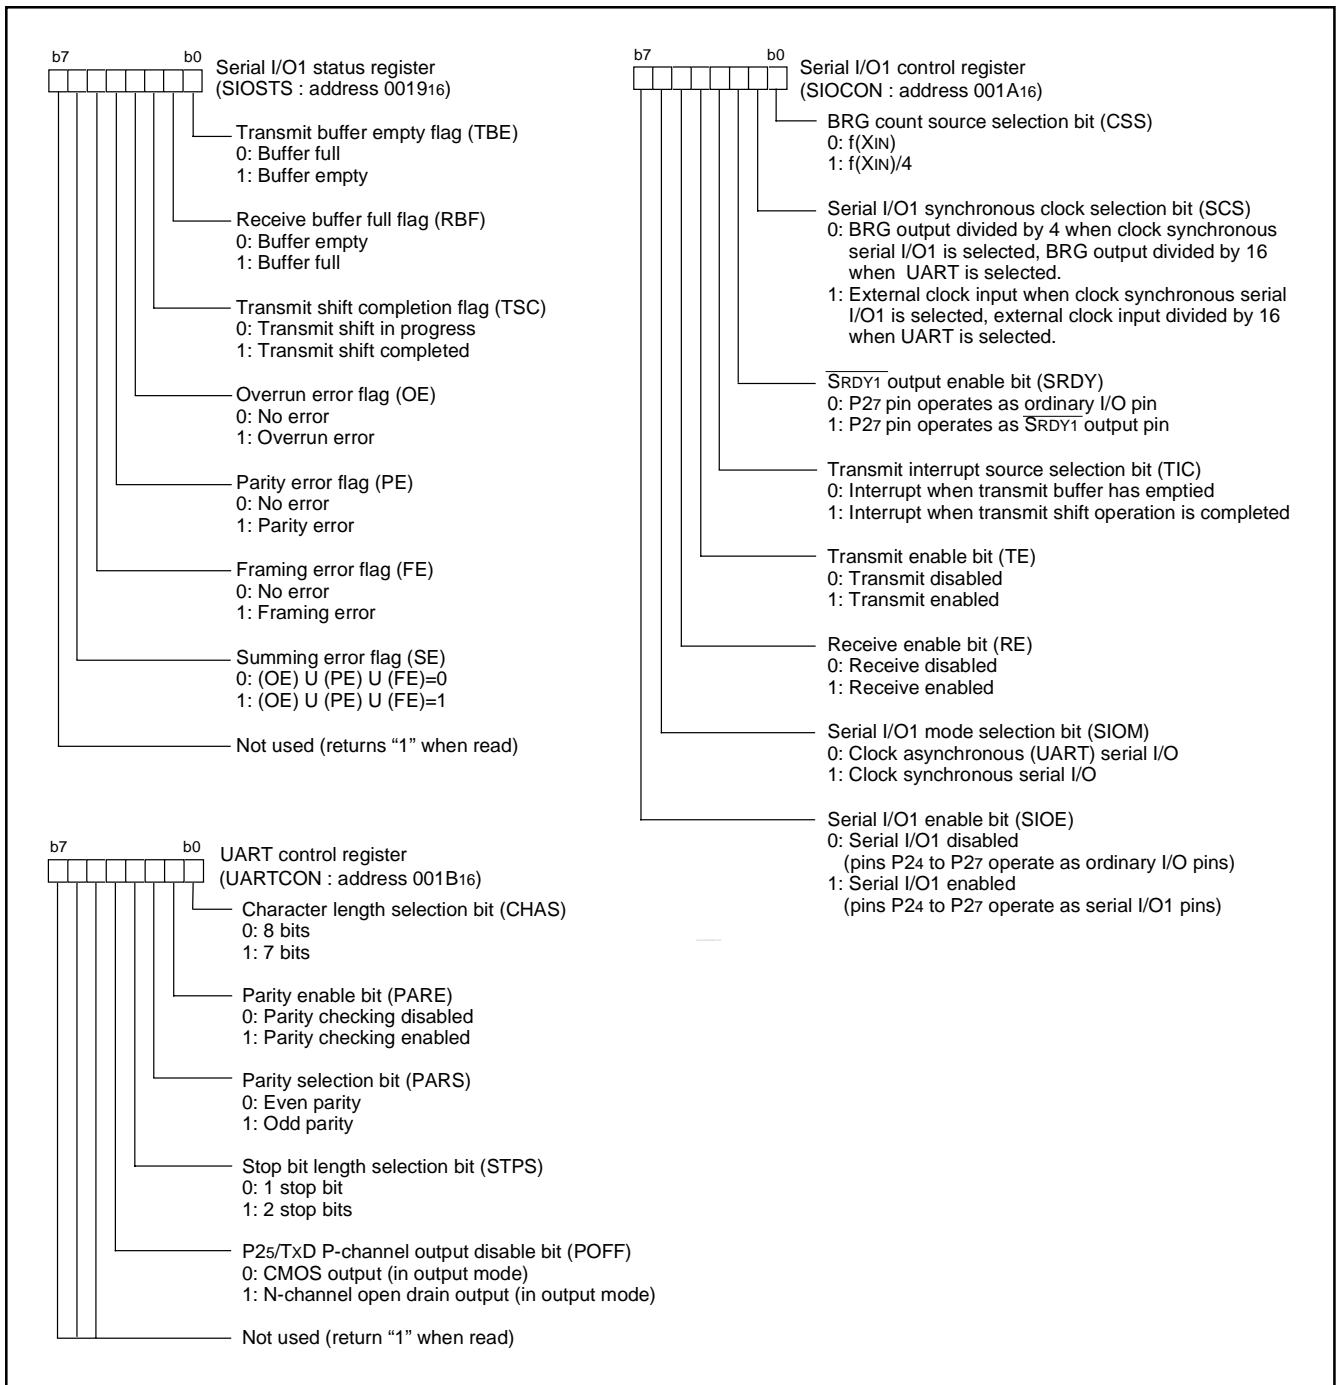 b7 b0
Serial I/O1 status register
(SIOSTS : address 001916)
Transmit buffer empty flag (TBE)
0: Buffer full
1: Buffer empty
Receive buffer full flag (RBF)
0: Buffer empty
1: Buffer full
Transmit shift completion flag (TSC)
0: Transmit shift in progress
1: Transmit shift completed
Overrun error flag (OE)
0: No error
1: Overrun error
Parity error flag (PE)
0: No error
1: Parity error
Framing error flag (FE)
0: No error
1: Framing error
Summing error flag (SE)
0: (OE) U (PE) U (FE)=0
1: (OE) U (PE) U (FE)=1
Not used (returns “1” when read)
b7 b0
UART control register
(UARTCON : address 001B16)
Character length selection bit (CHAS)
0: 8 bits
1: 7 bits
Parity enable bit (PARE)
0: Parity checking disabled
1: Parity checking enabled
Parity selection bit (PARS)
0: Even parity
1: Odd parity
Stop bit length selection bit (STPS)
0: 1 stop bit
1: 2 stop bits
P25/TXD P-channel output disable bit (POFF)
0: CMOS output (in output mode)
1: N-channel open drain output (in output mode)
Not used (return “1” when read)
b7 b0
Serial I/O1 control register
(SIOCON : address 001A16)
BRG count source selection bit (CSS)
0: f(XIN)
1: f(XIN)/4
Serial I/O1 synchronous clock selection bit (SCS)
0: BRG output divided by 4 when clock synchronous
serial I/O1 is selected, BRG output divided by 16
when UART is selected.
1: External clock input when clock synchronous serial
I/O1 is selected, external clock input divided by 16
when UART is selected.
SRDY1 output enable bit (SRDY)
0: P27 pin operates as ordinary I/O pin
1: P27 pin operates as SRDY1 output pin
Transmit interrupt source selection bit (TIC)
0: Interrupt when transmit buffer has emptied
1: Interrupt when transmit shift operation is completed
Transmit enable bit (TE)
0: Transmit disabled
1: Transmit enabled
Receive enable bit (RE)
0: Receive disabled
1: Receive enabled
Serial I/O1 mode selection bit (SIOM)
0: Clock asynchronous (UART) serial I/O
1: Clock synchronous serial I/O
Serial I/O1 enable bit (SIOE)
0: Serial I/O1 disabled
(pins P24 to P27 operate as ordinary I/O pins)
1: Serial I/O1 enabled
(pins P24 to P27 operate as serial I/O1 pins)